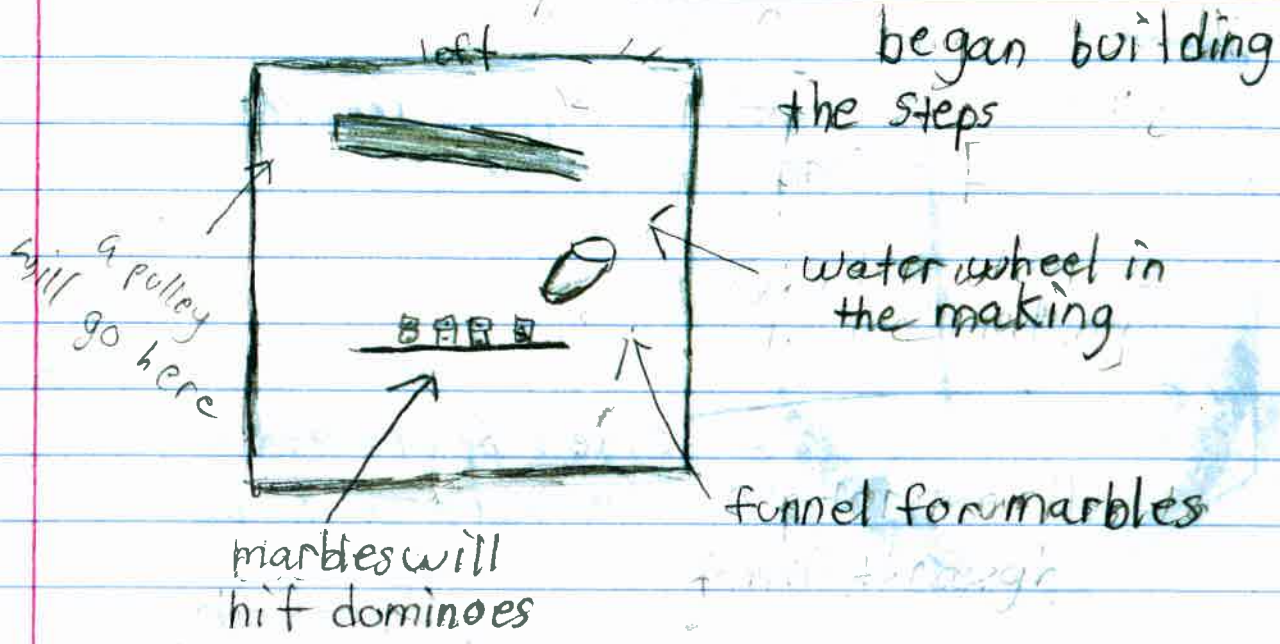 left
began building
the steps
a pulley
will go here
water wheel in
the making
funnel for marbles
marbles will
hit dominoes